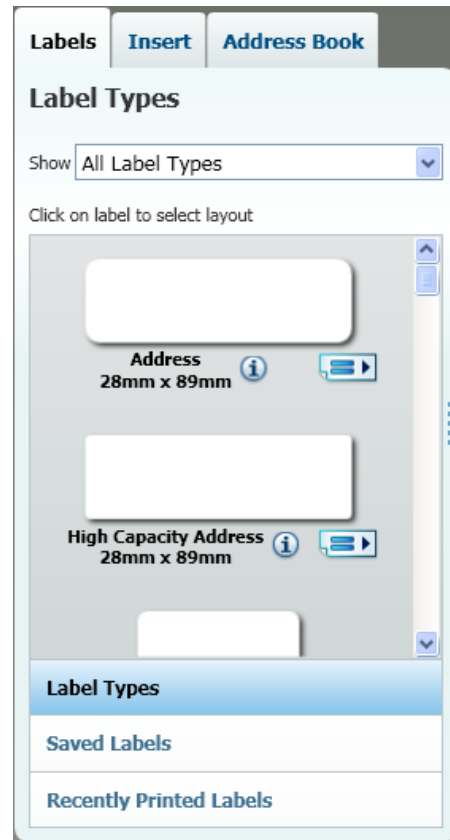 Labels Insert Address Book
Label Types
Show All Label Types
Click on label to select layout
Address
28mm x 89mm
High Capacity Address
28mm x 89mm
Label Types
Saved Labels
Recently Printed Labels